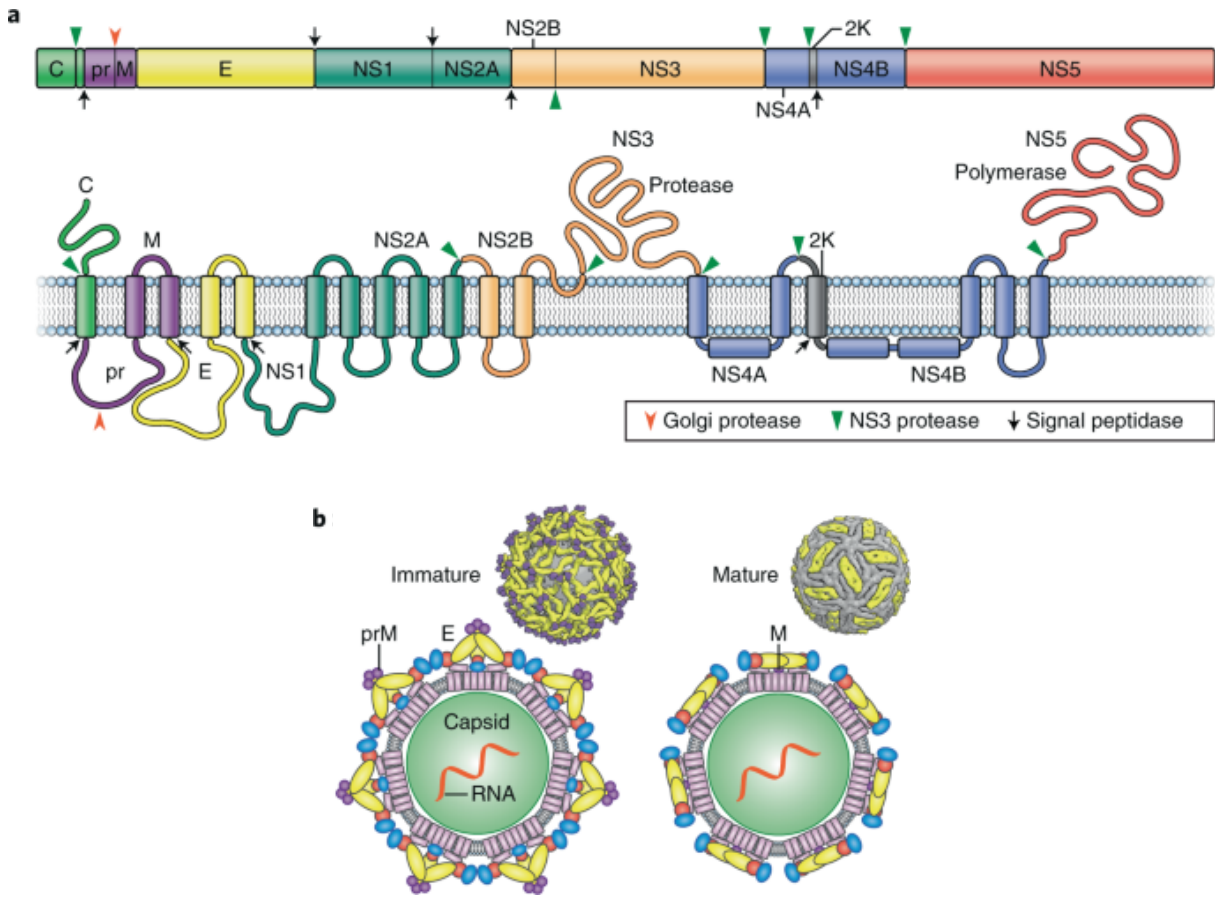 a
NS2B
2K
C
pr
M
E
NS1
NS2A
NS3
NS4B
NS5
NS4A
NS3
NS5
Protease
Polymerase
C
M
NS2A
NS2B
2K
pr
E
NS1
NS4A
NS4B
Golgi protease
NS3 protease
Signal peptidase
b
Immature
Mature
prM
E
M
Capsid
RNA